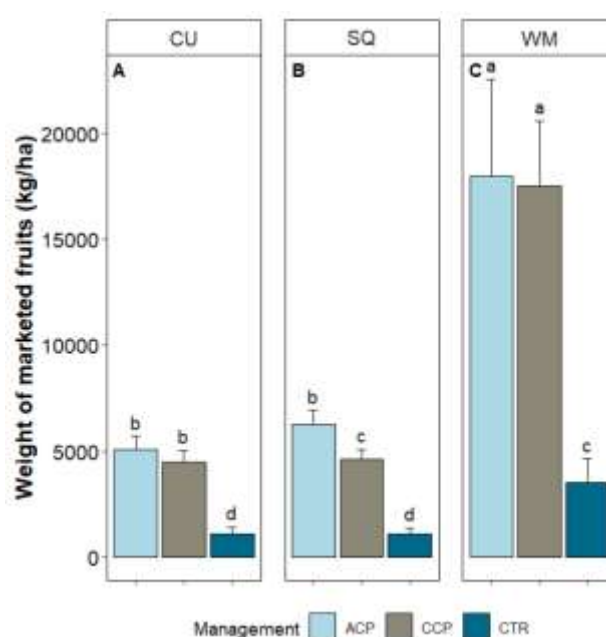 CU SQ WM
A B C
a
a
20000
15000
10000
b
b b c c
5000
d d
0
Weight of marketed fruits (kg/ha)
Management ACP CCP CTR